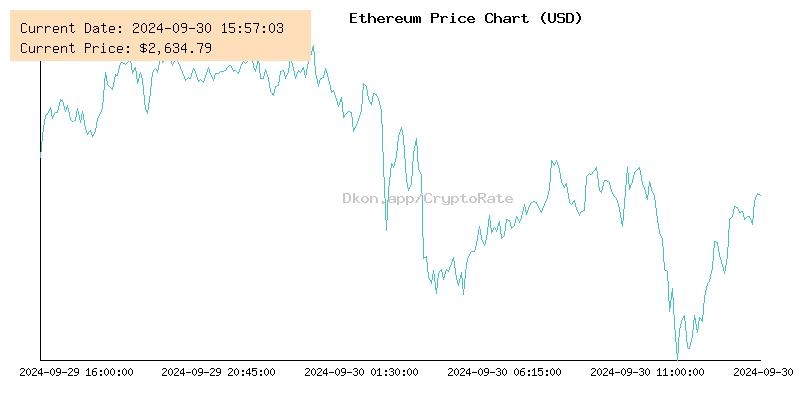 Ethereum Price Chart (USD)
Current Date: 2024-09-30 15:57:03
Current Price: $2,634.79
Dkon.app/CryptoRate
2024-09-29 16:00:00
2024-09-29 20:45:00
2024-09-30 01:30:00
2024-09-30 06:15:00
2024-09-30 11:00:00
2024-09-30